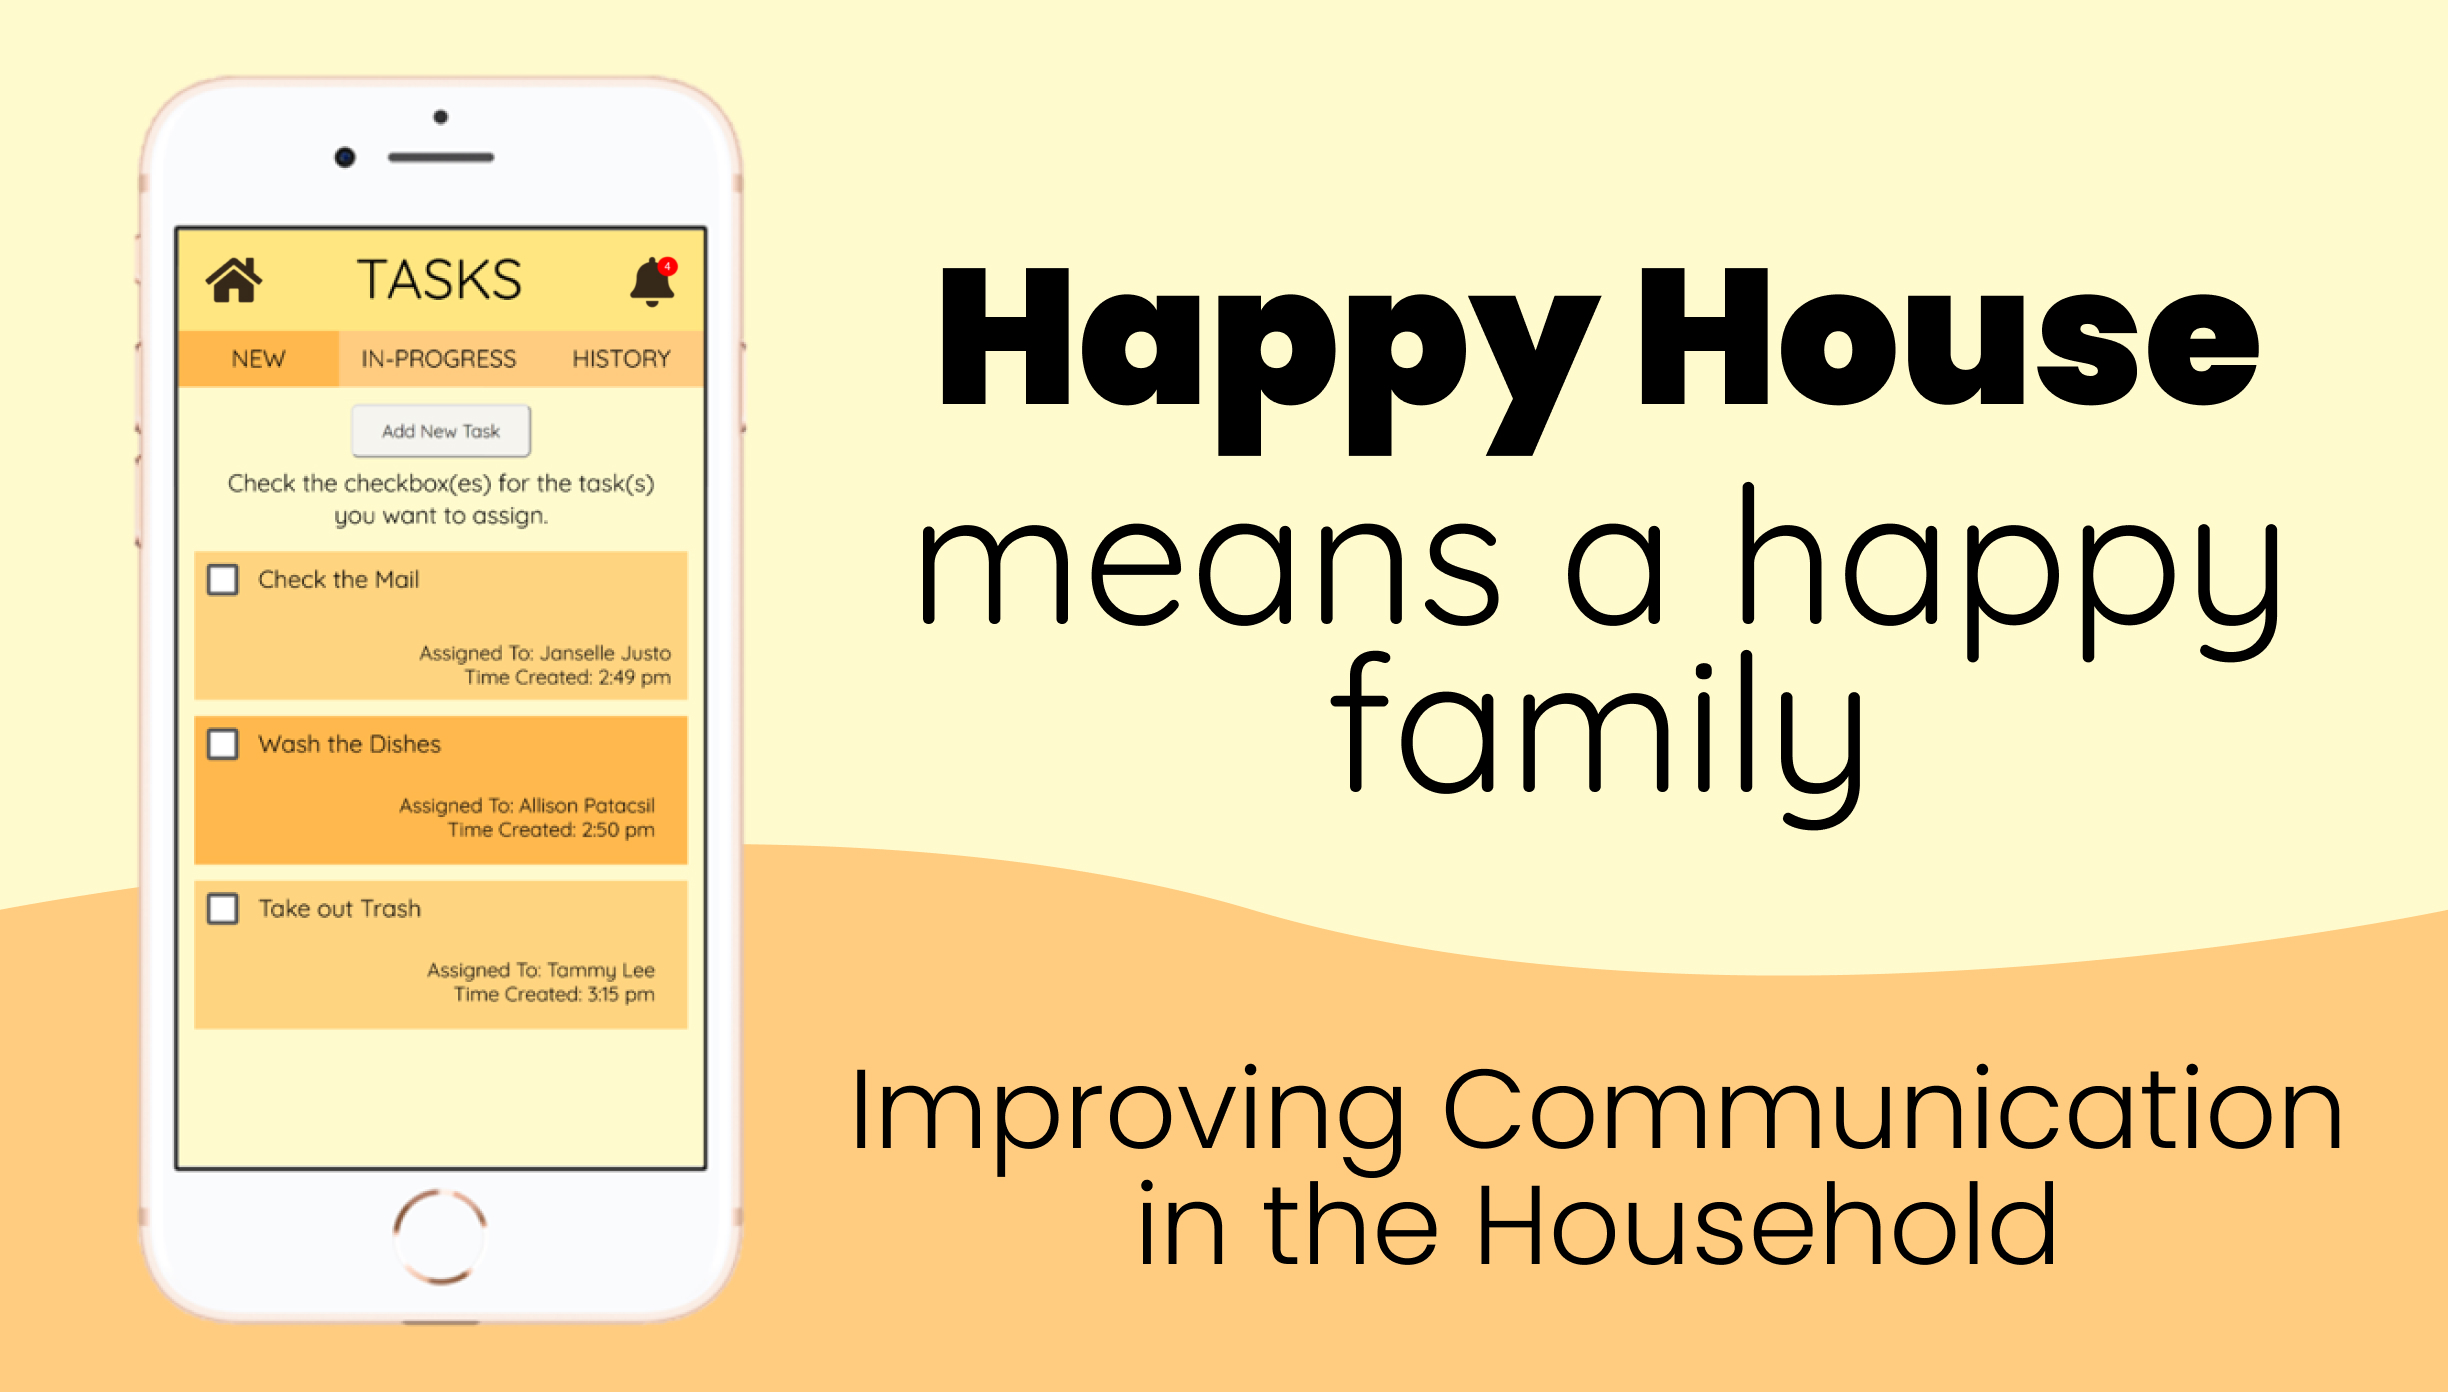 TASKS
4
NEW IN-PROGRESS HISTORY
Add New Task
Check the checkbox(es) for the task(s)
you want to assign.
Check the Mail
Assigned To: Janselle Justo
Time Created: 2:49 pm
Wash the Dishes
Assigned To: Allison Patacsil
Time Created: 2:50 pm
Take out Trash
Assigned To: Tammy Lee
Time Created: 3:15 pm
Happy House
means a happy
family
Improving Communication
in the Household